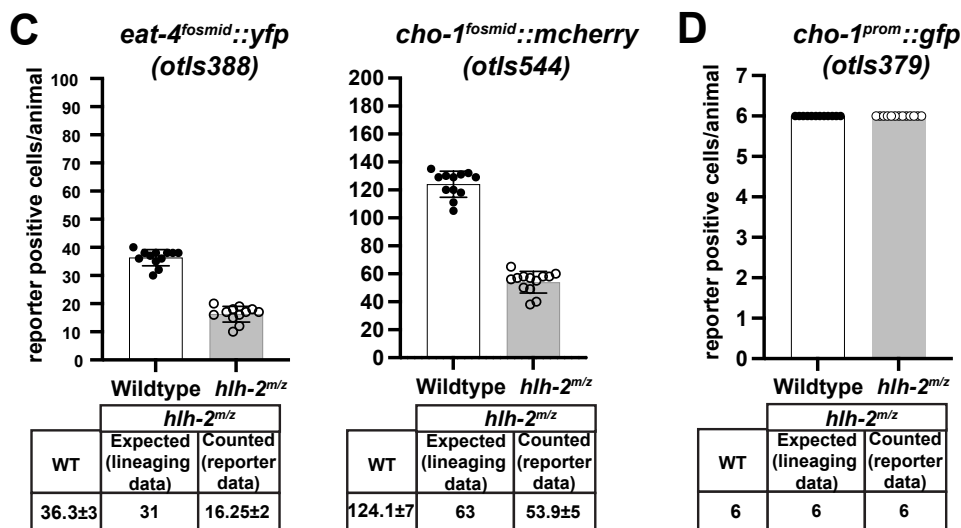 C
eat-4fosmid::yfp
(otIs388)
reporter positive cells/animal
100
90
80
70
60
50
40
30
20
10
0
Wildtype hlh-2m/z
hlh-2m/z
WT
Expected (lineaging data)
Counted (reporter data)
36.3±3 31 16.25±2
cho-1fosmid::mcherry
(otIs544)
200
180
160
140
120
100
80
60
40
20
0
Wildtype hlh-2m/z
hlh-2m/z
WT
Expected (lineaging data)
Counted (reporter data)
124.1±7 63 53.9±5
D
cho-1prom::gfp
(otIs379)
reporter positive cells/animal
7
6
5
4
3
2
1
0
Wildtype hlh-2m/z
hlh-2m/z
WT
Expected (lineaging data)
Counted (reporter data)
6 6 6